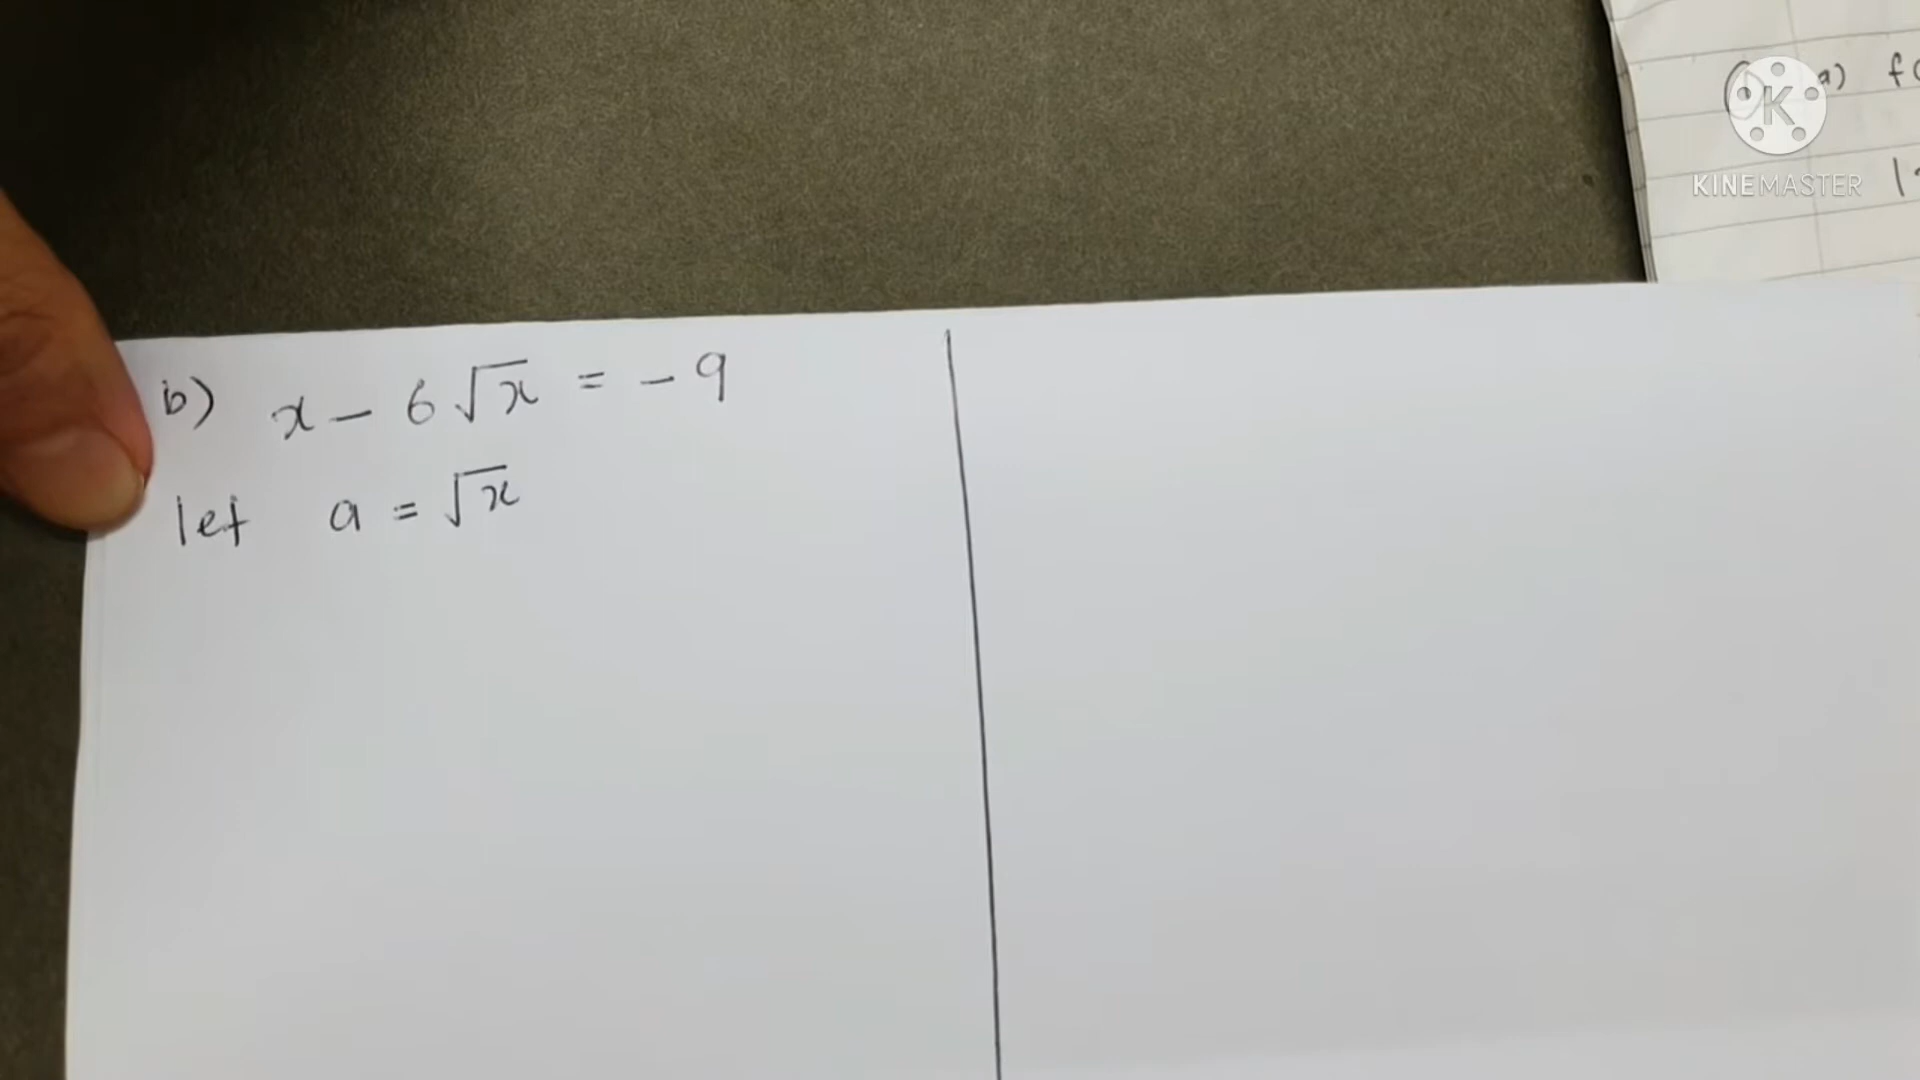 a) f
KINEMASTER
b) x - 6√x = -9
let a = √x